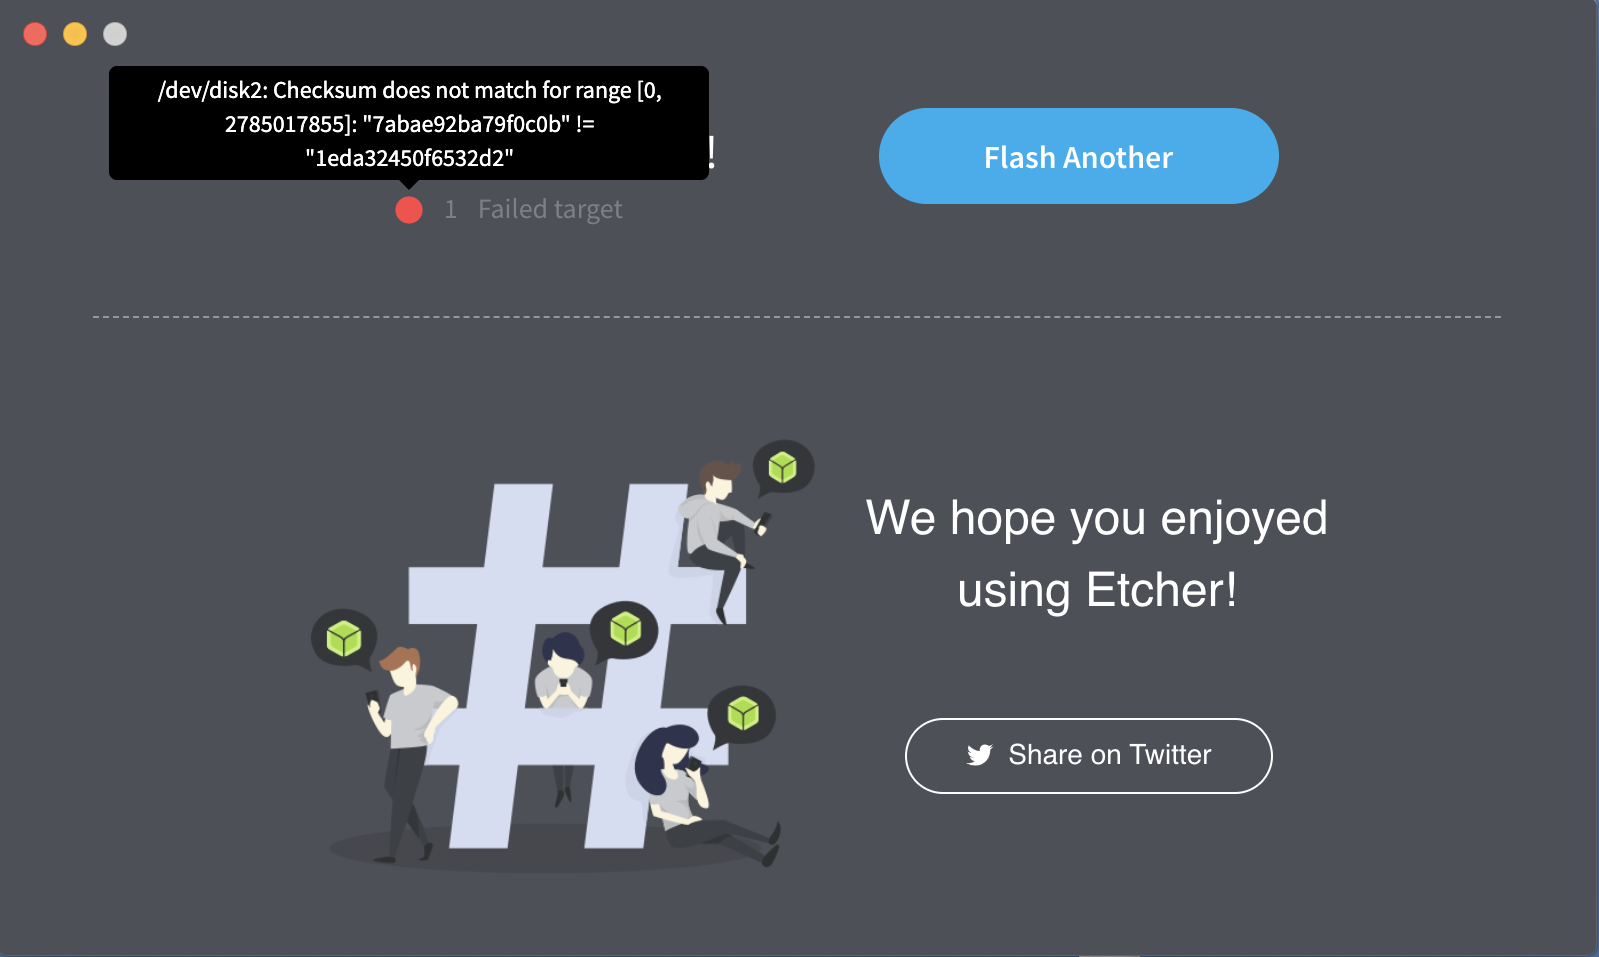 /dev/disk2: Checksum does not match for range [0,
2785017855]: "7abae92ba79f0c0b" !=
"1eda32450f6532d2"
!
Flash Another
1 Failed target
We hope you enjoyed
using Etcher!
Share on Twitter